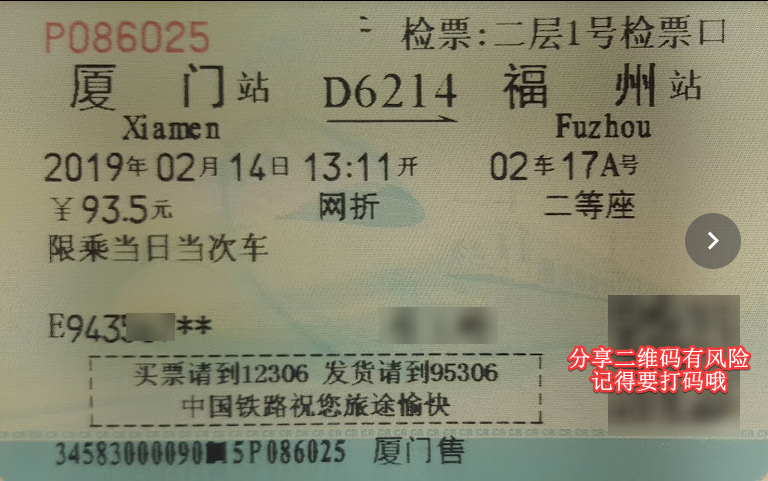 P086025
检票:二层1号检票口
厦门站 D6214 福州站
Xiamen Fuzhou
2019年02月14日 13:11开 02车17A号
￥93.5元 网折 二等座
限乘当日当次车
E943 **
分享二维码有风险
记得要打码哦
买票请到12306 发货请到95306
中国铁路祝您旅途愉快
34583000090 5P086025 厦门售